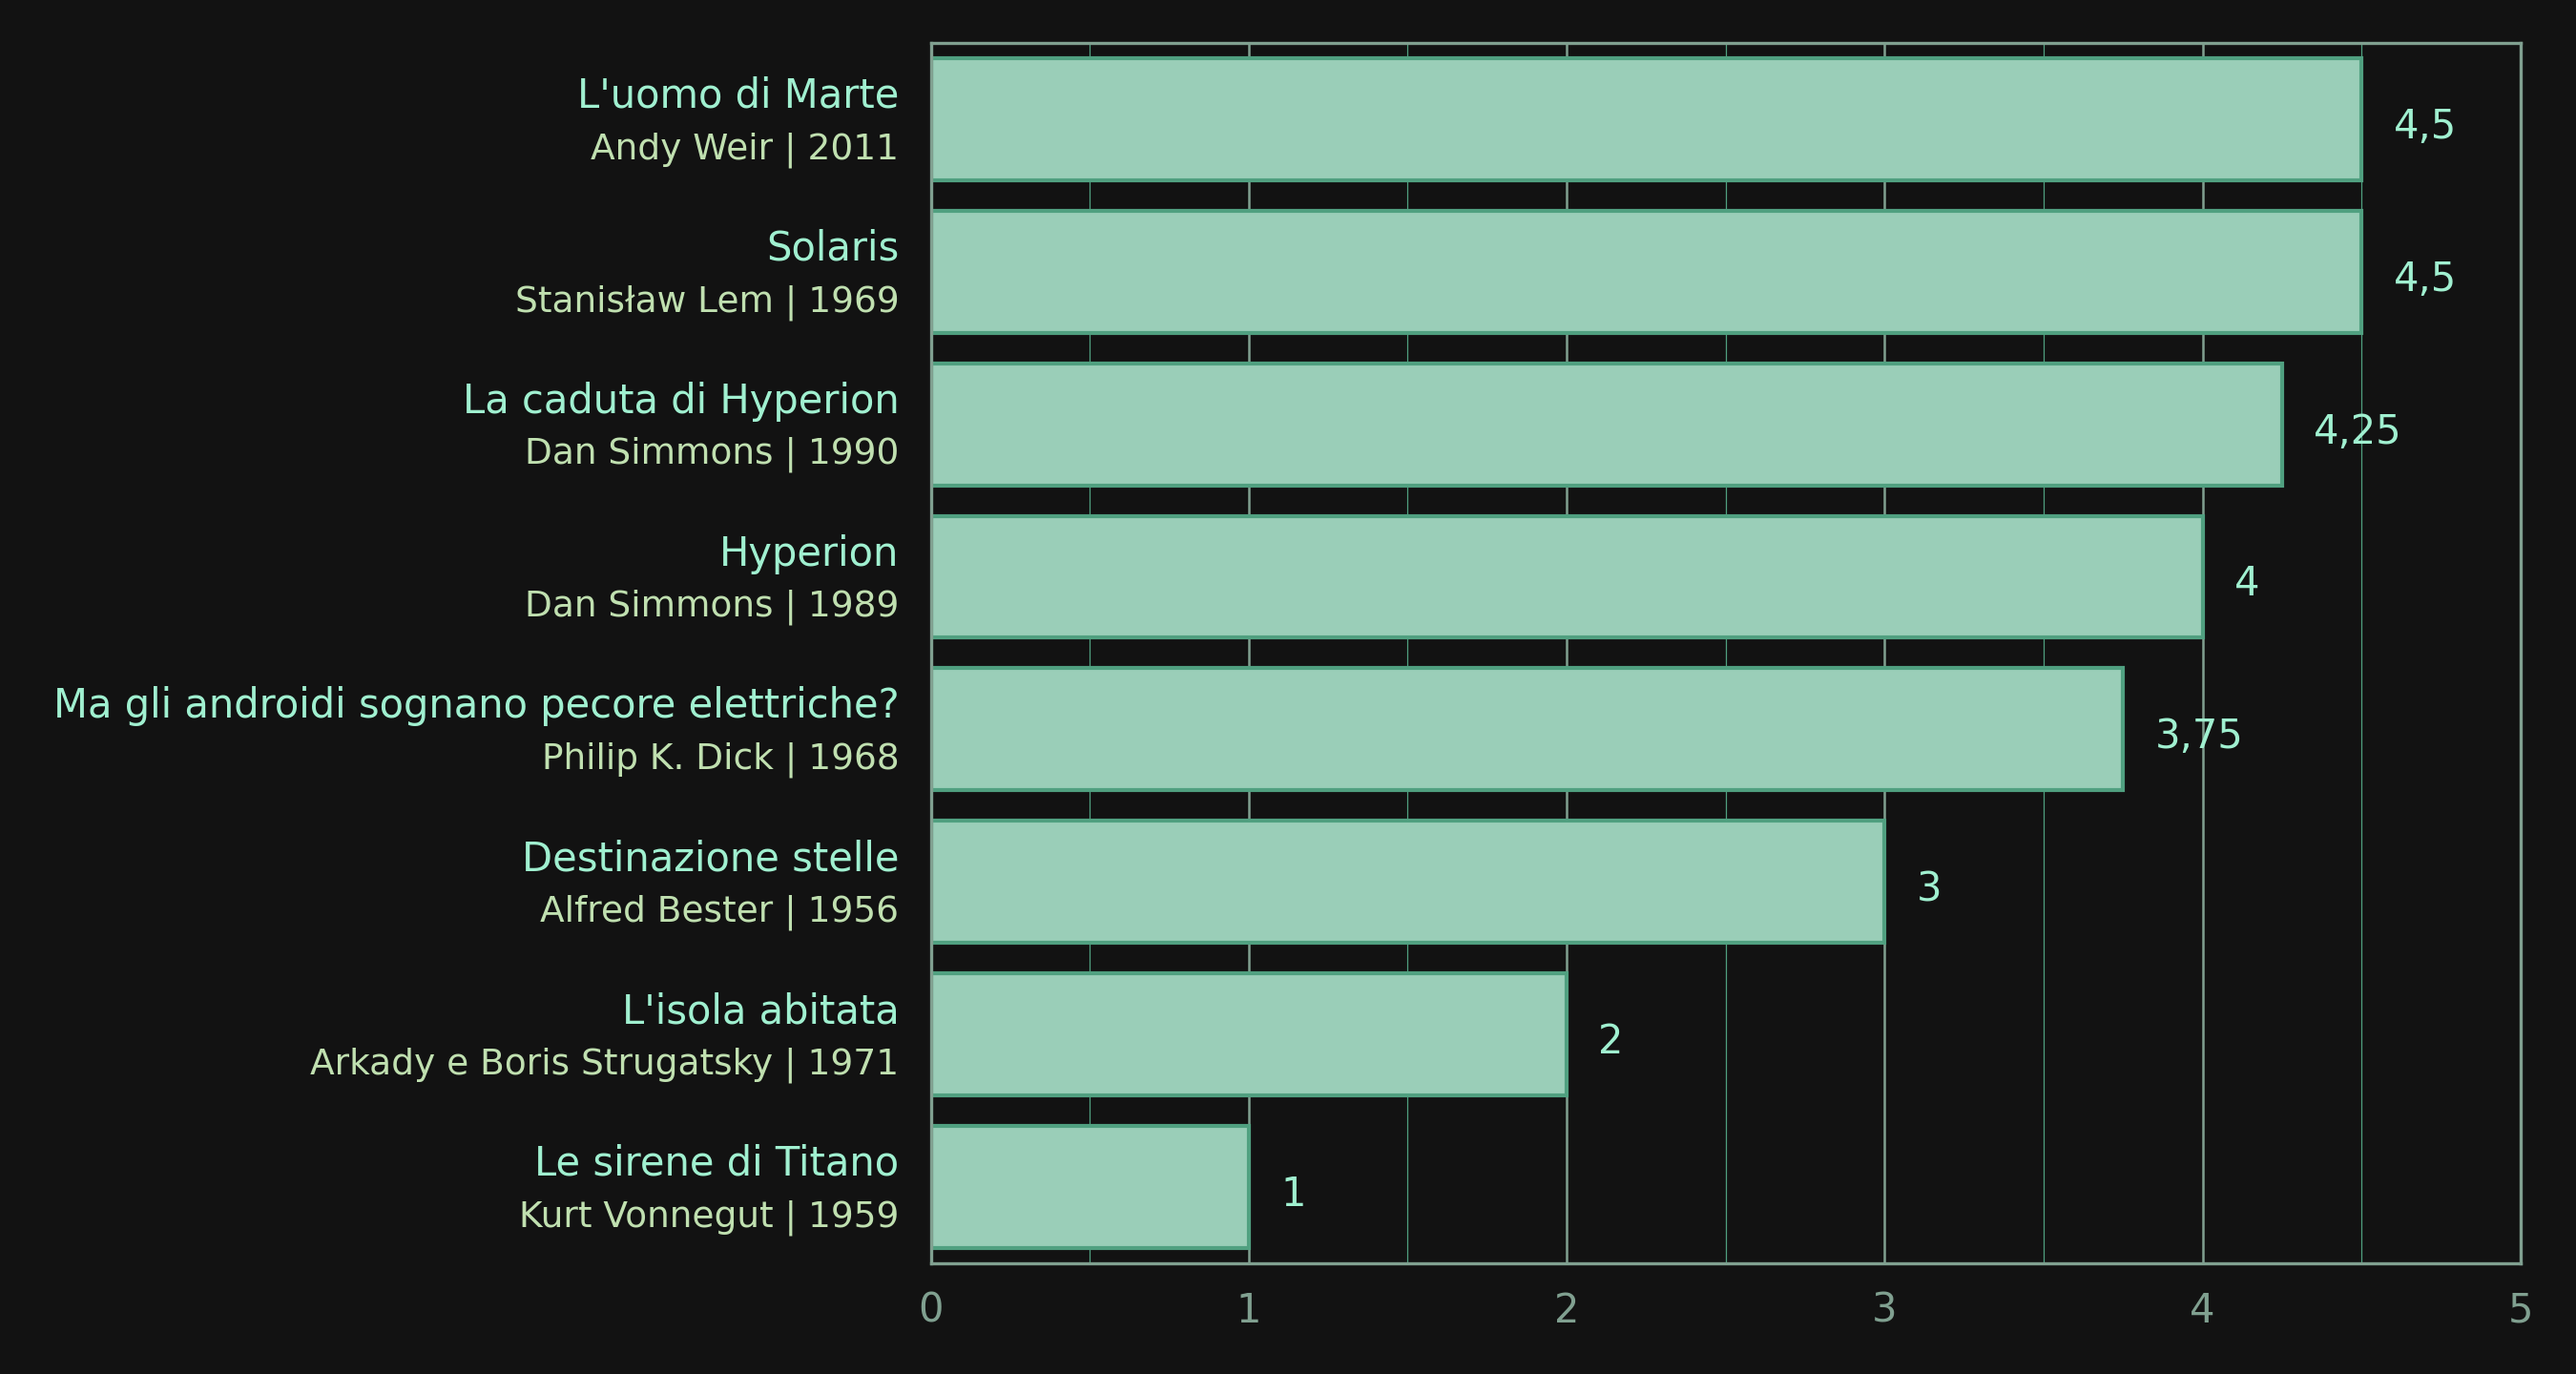 L'uomo di Marte
Andy Weir | 2011
4,5
Solaris
Stanisław Lem | 1969
4,5
La caduta di Hyperion
Dan Simmons | 1990
4,25
Hyperion
Dan Simmons | 1989
4
Ma gli androidi sognano pecore elettriche?
Philip K. Dick | 1968
3,75
Destinazione stelle
Alfred Bester | 1956
3
L'isola abitata
Arkady e Boris Strugatsky | 1971
2
Le sirene di Titano
Kurt Vonnegut | 1959
1
0 1 2 3 4 5